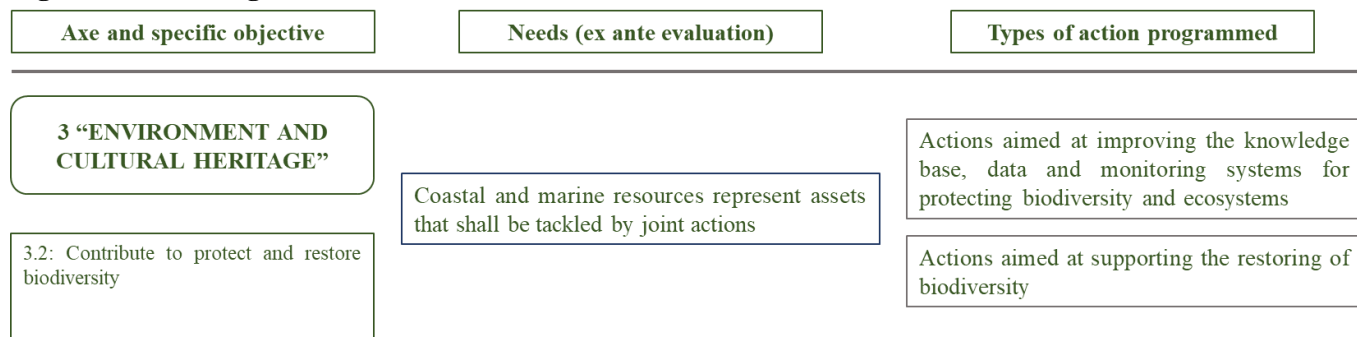 Axe and specific objective
Needs (ex ante evaluation)
Types of action programmed
3 “ENVIRONMENT AND
CULTURAL HERITAGE”
3.2: Contribute to protect and restore
biodiversity
Coastal and marine resources represent assets
that shall be tackled by joint actions
Actions aimed at improving the knowledge
base, data and monitoring systems for
protecting biodiversity and ecosystems
Actions aimed at supporting the restoring of
biodiversity